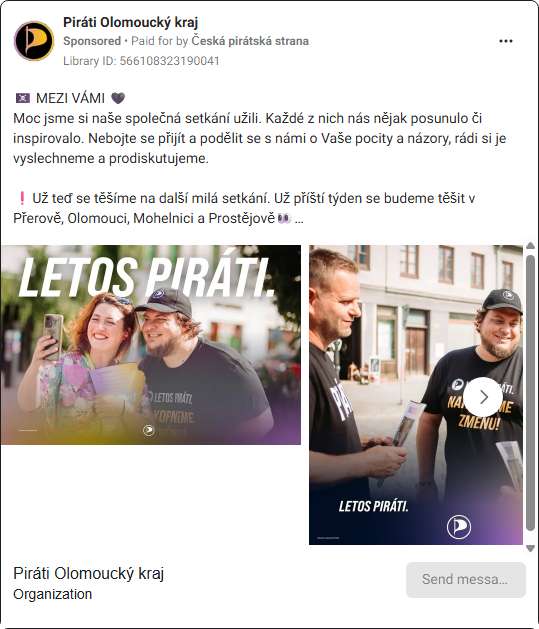 Piráti Olomoucký kraj
Sponsored • Paid for by Česká pirátská strana
Library ID: 566108323190041
🏴‍☠️ MEZI VÁMI 🖤
Moc jsme si naše společná setkání užili. Každé z nich nás nějak posunulo či
inspirovalo. Nebojte se přijít a podělit se s námi o Vaše pocity a názory, rádi si je
vyslechneme a prodiskutujeme.
❗Už teď se těšíme na další milá setkání. Už příští týden se budeme těšit v
Přerově, Olomouci, Mohelnici a Prostějově👀 ...
LETOS PIRÁTI.
LETOS PIRÁTI.
LETOS PIRÁTI.
ZMĚNU!
LETOS PIRÁTI.
Piráti Olomoucký kraj
Organization
Send messa...